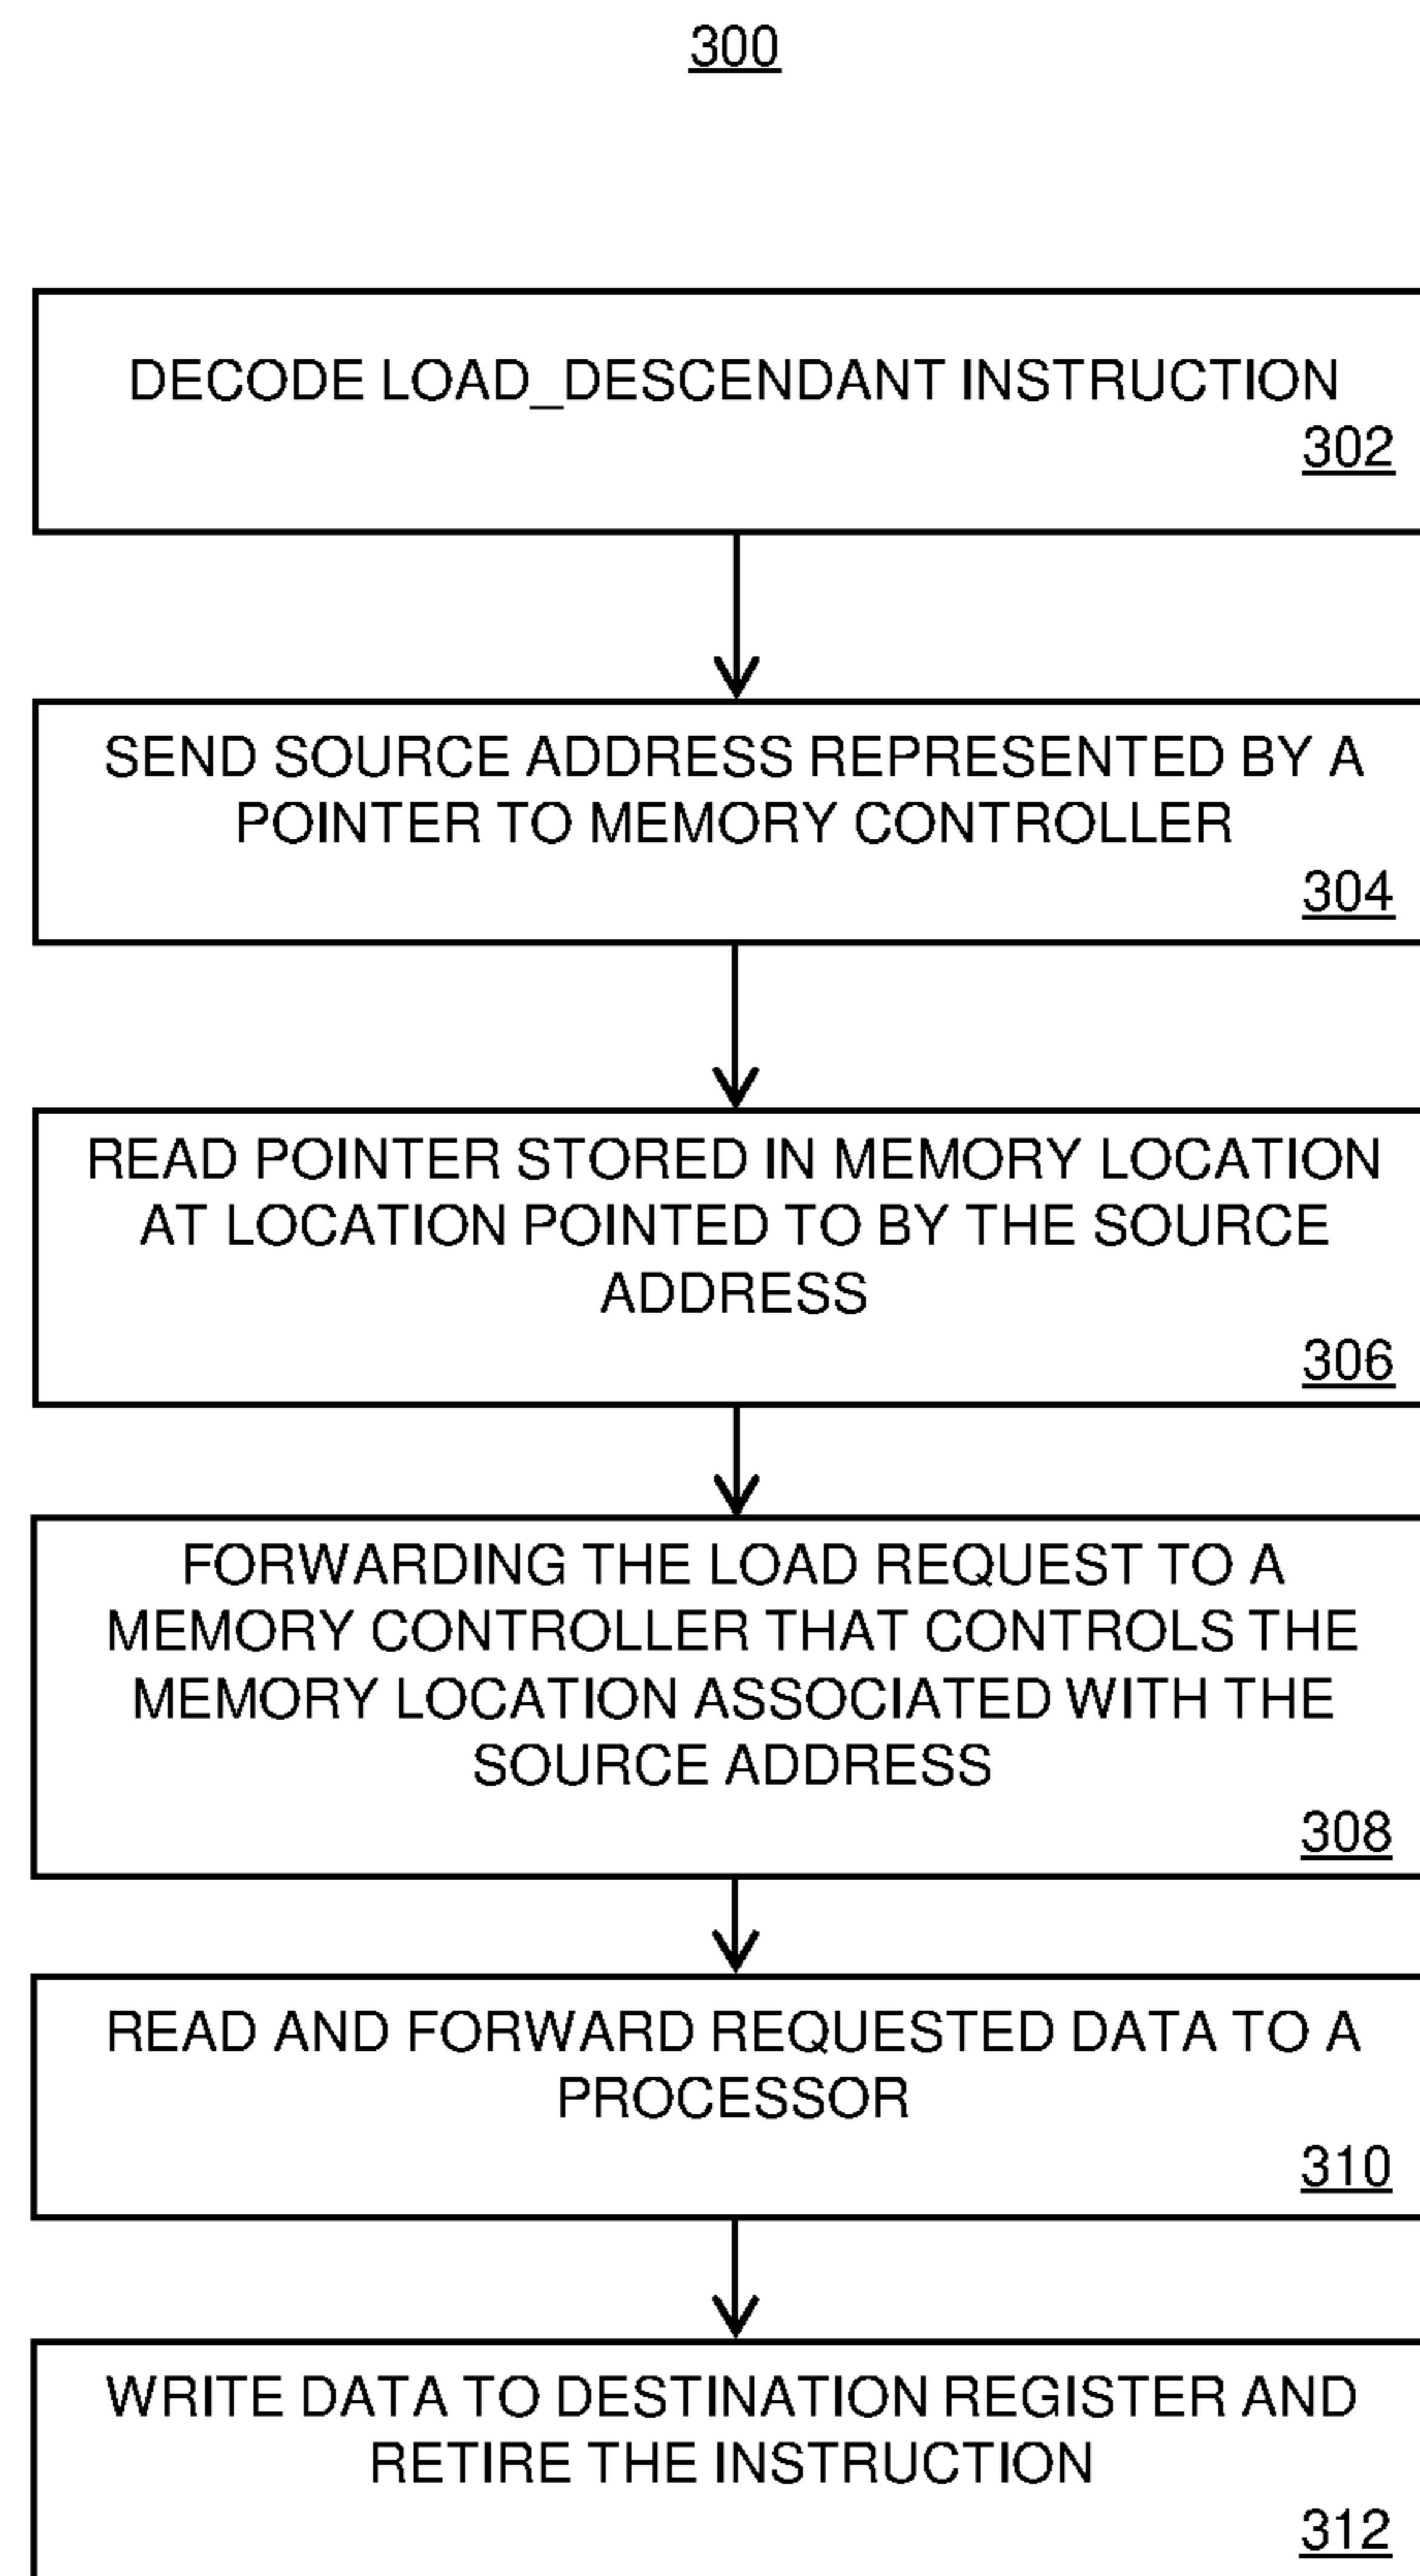 300
DECODE LOAD_DESCENDANT INSTRUCTION
302
SEND SOURCE ADDRESS REPRESENTED BY A
POINTER TO MEMORY CONTROLLER
304
READ POINTER STORED IN MEMORY LOCATION
AT LOCATION POINTED TO BY THE SOURCE
ADDRESS
306
FORWARDING THE LOAD REQUEST TO A
MEMORY CONTROLLER THAT CONTROLS THE
MEMORY LOCATION ASSOCIATED WITH THE
SOURCE ADDRESS
308
READ AND FORWARD REQUESTED DATA TO A
PROCESSOR
310
WRITE DATA TO DESTINATION REGISTER AND
RETIRE THE INSTRUCTION
312